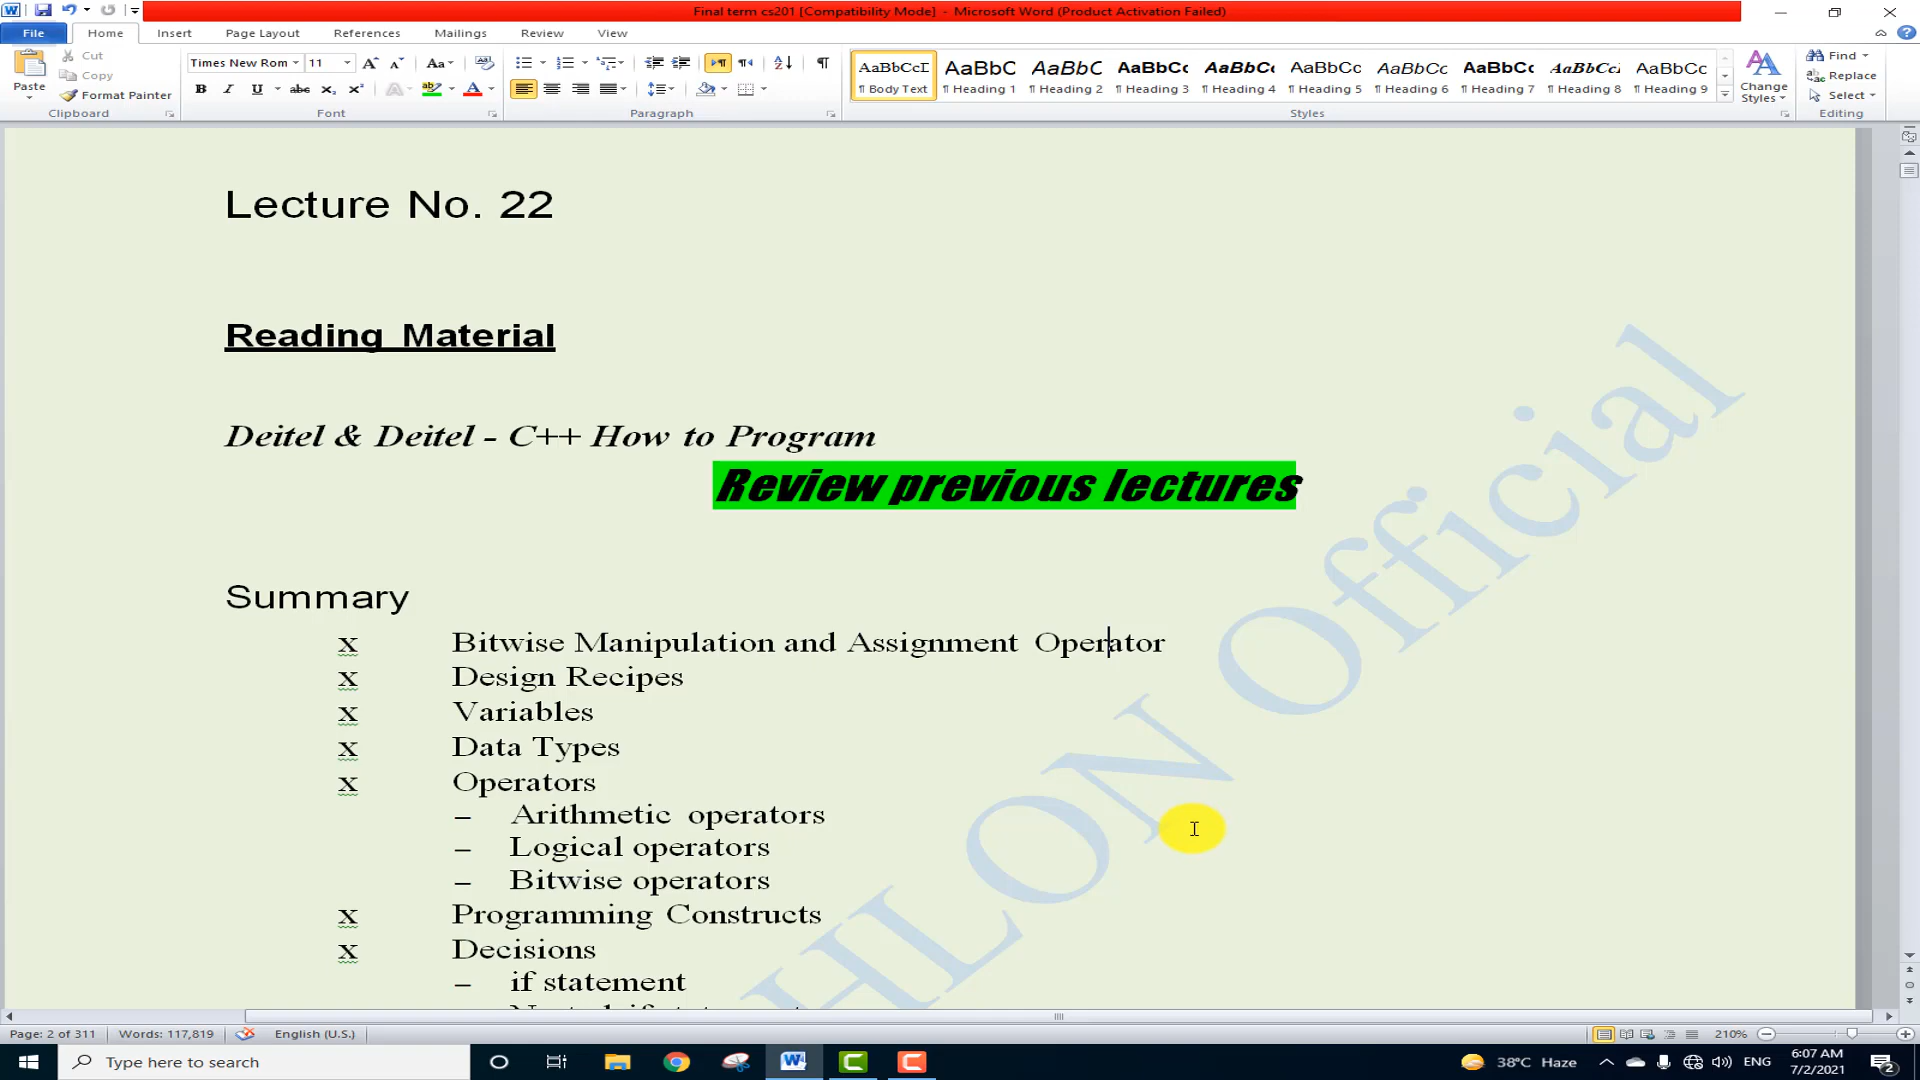 Final term cs201 [Compatibility Mode] - Microsoft Word (Product Activation Failed)
File Home Insert Page Layout References Mailings Review View
Paste
Cut
Copy
Format Painter
Clipboard
Times New Rom 11
Font
Paragraph
AaBbCcI AaBbC AaBbC AaBbCc AaBbCc AaBbCc AaBbCc AaBbCc AaBbCcI AaBbCc
¶ Body Text ¶ Heading 1 ¶ Heading 2 ¶ Heading 3 ¶ Heading 4 ¶ Heading 5 ¶ Heading 6 ¶ Heading 7 ¶ Heading 8 ¶ Heading 9
Styles
Change
Styles
Find
Replace
Select
Editing
Lecture No. 22
Reading Material
Deitel & Deitel - C++ How to Program
Review previous lectures
Summary
x Bitwise Manipulation and Assignment Operator
x Design Recipes
x Variables
x Data Types
x Operators
– Arithmetic operators
– Logical operators
– Bitwise operators
x Programming Constructs
x Decisions
– if statement
HLON Official
Page: 2 of 311 Words: 117,819 English (U.S.) 210%
Type here to search
38°C Haze ENG
6:07 AM
7/2/2021
2